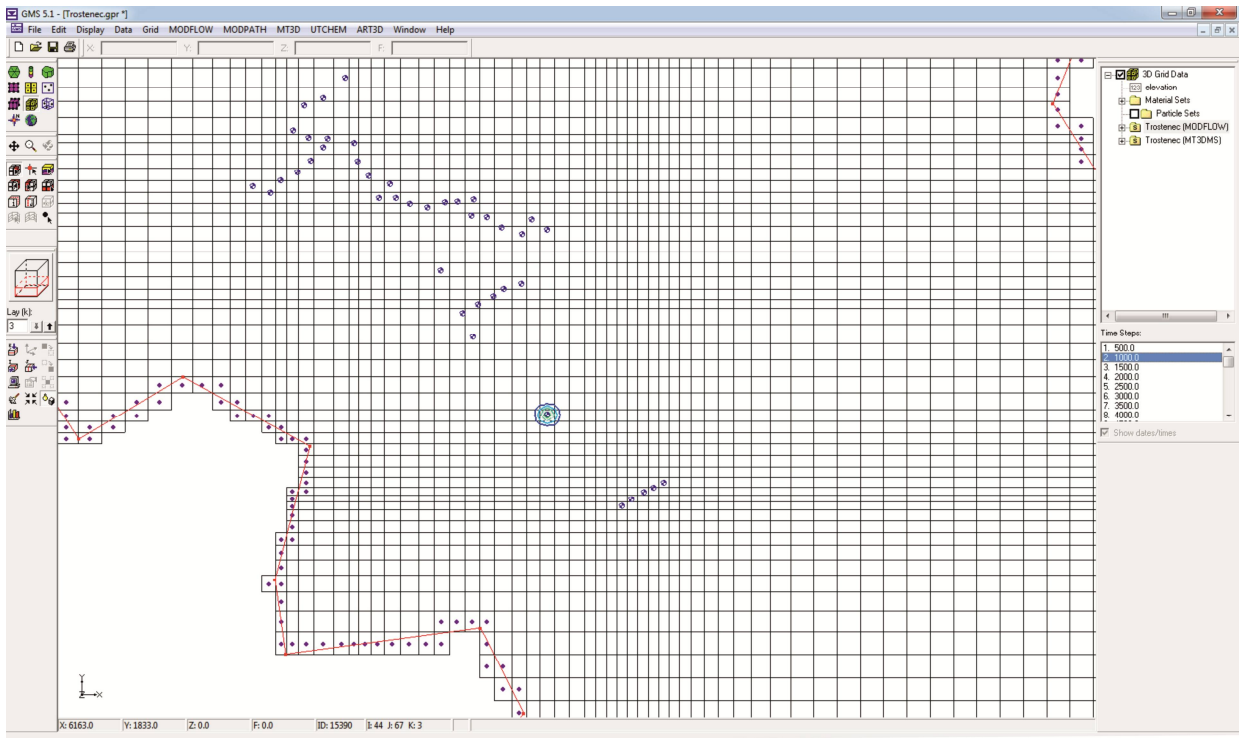 GMS 5.1 - [Trostenec.gpr *]
File Edit Display Data Grid MODFLOW MODPATH MT3D UTCHEM ART3D Window Help
X: Y: Z: F:
3D Grid Data
123 elevation
Material Sets
Particle Sets
Trostenec (MODFLOW)
Trostenec (MT3DMS)
Lay (k):
3
Time Steps:
1. 500.0
2. 1000.0
3. 1500.0
4. 2000.0
5. 2500.0
6. 3000.0
7. 3500.0
8. 4000.0
Show dates/times
Y
Z X
X: 6163.0 Y: 1833.0 Z: 0.0 F: 0.0 ID: 15390 I: 44 J: 67 K: 3